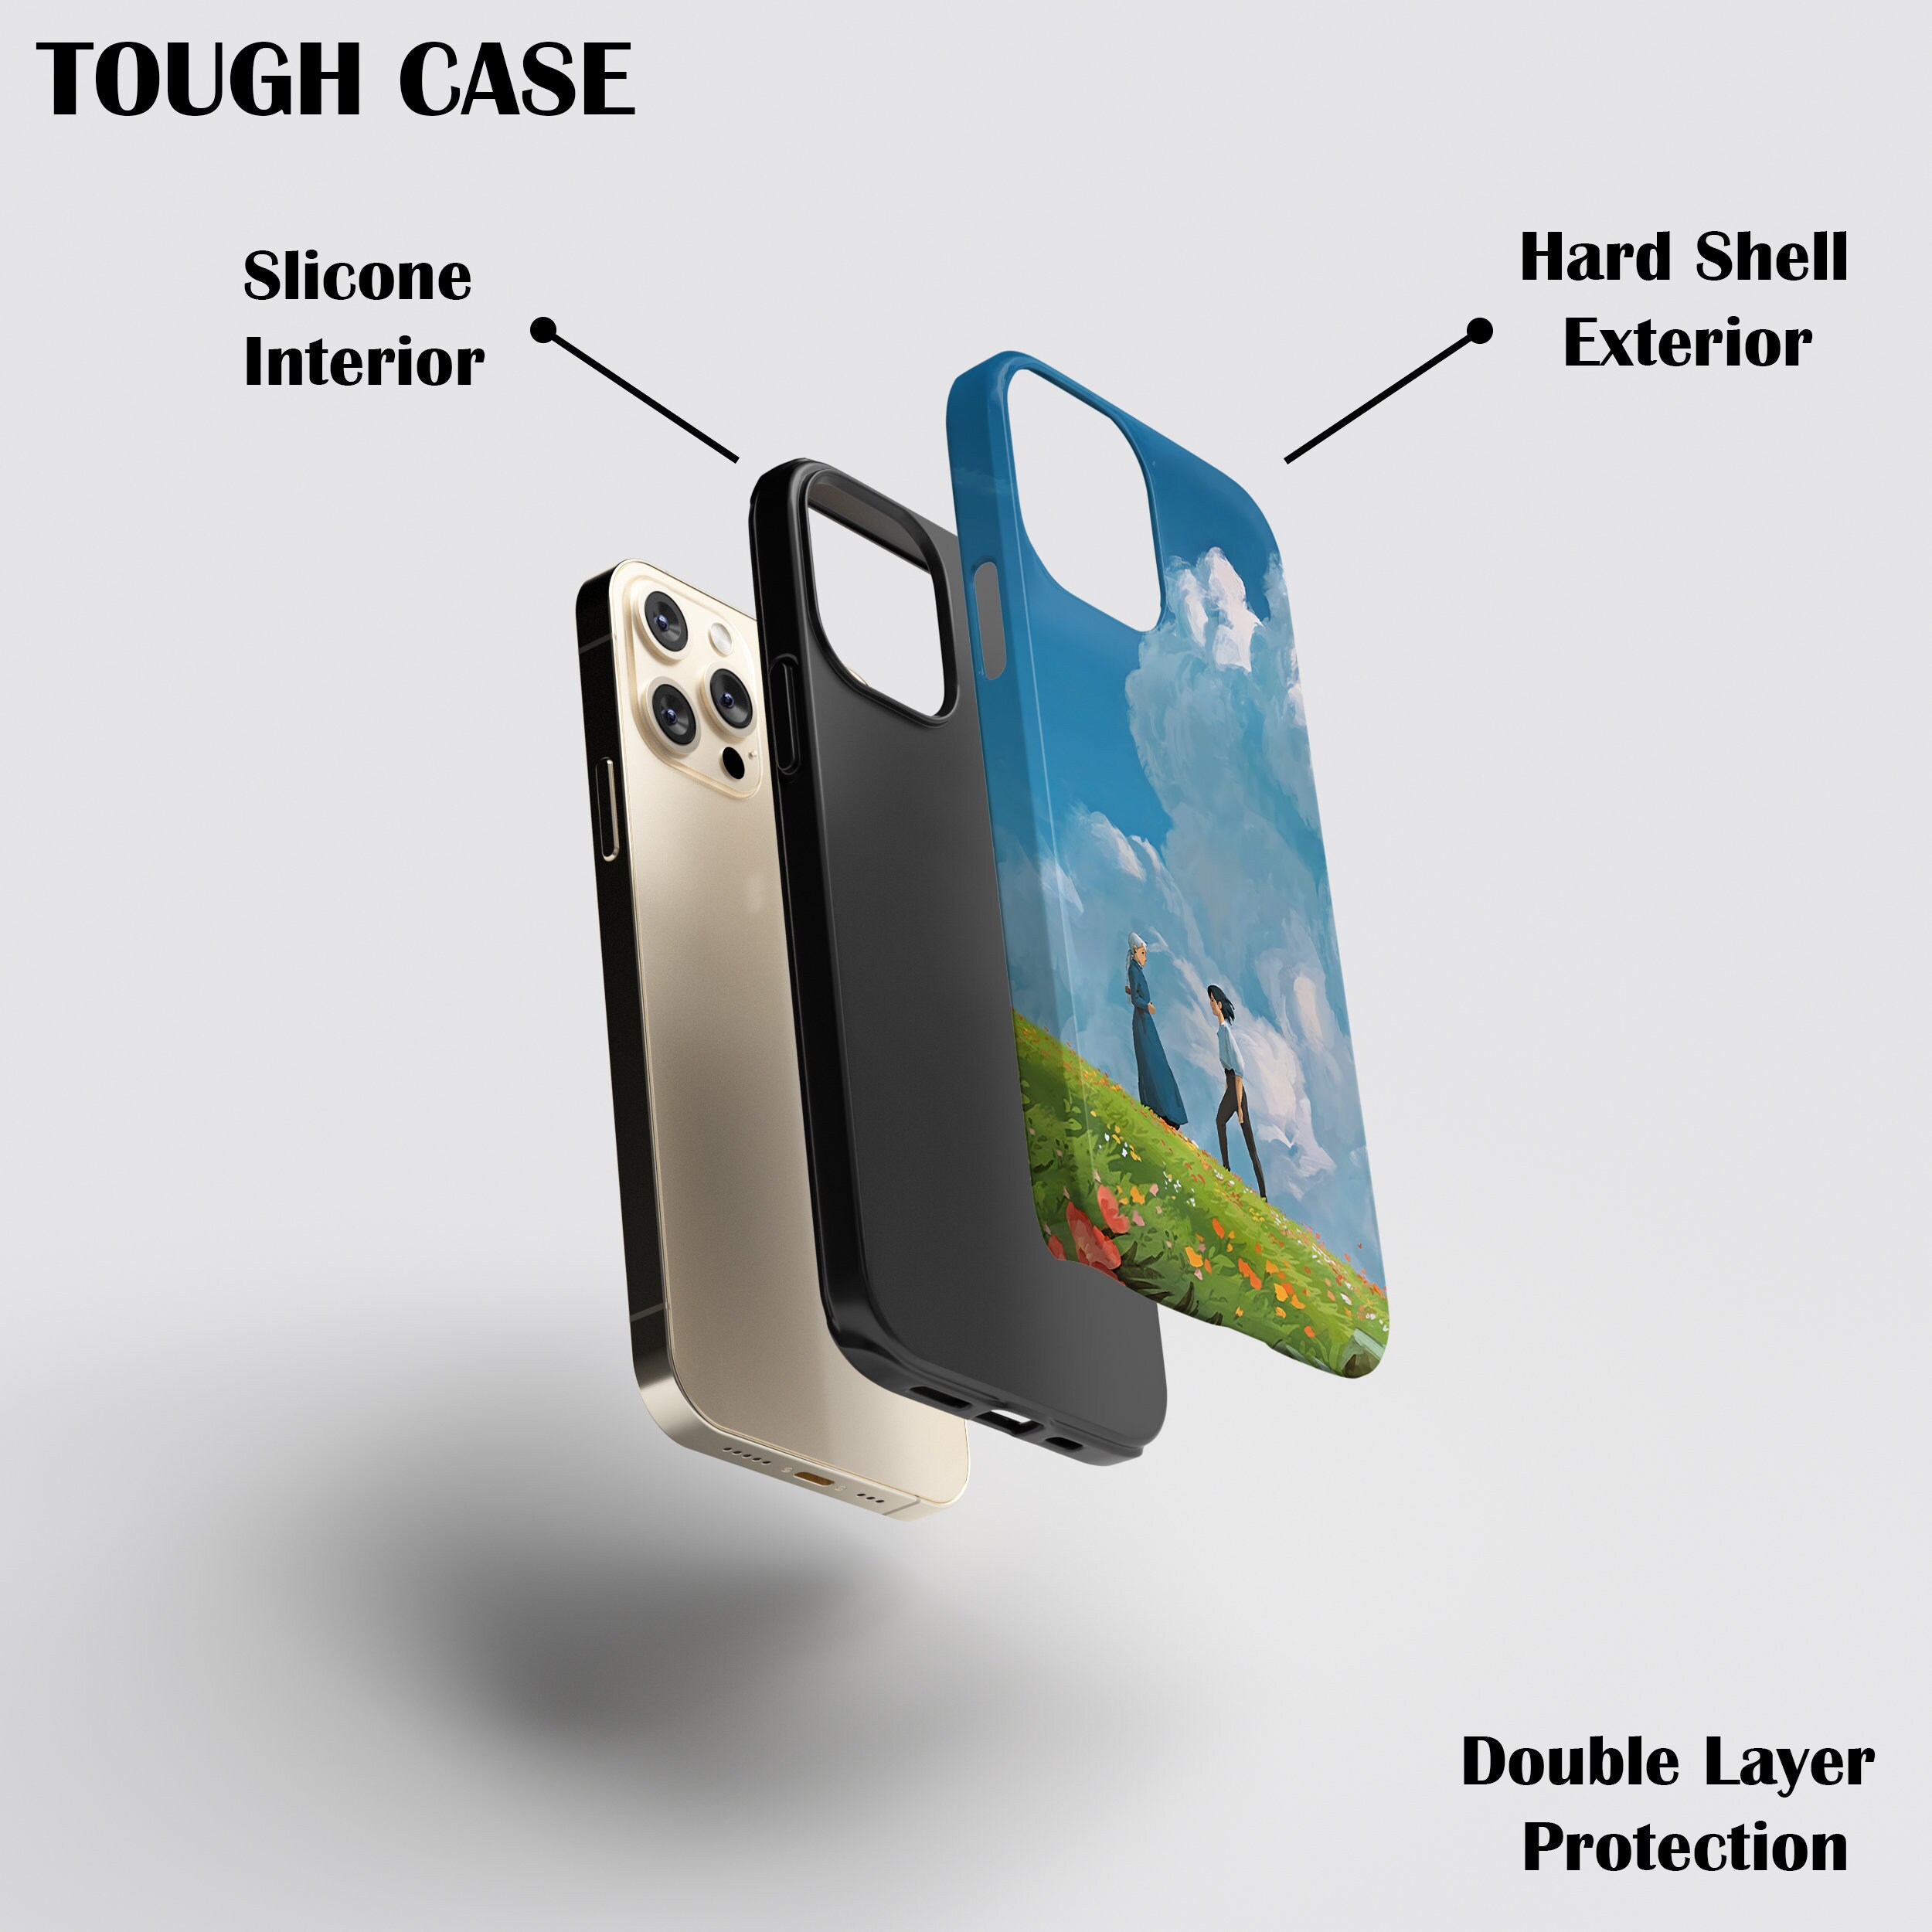 TOUGH CASE
Slicone
Interior
Hard Shell
Exterior
Double Layer
Protection